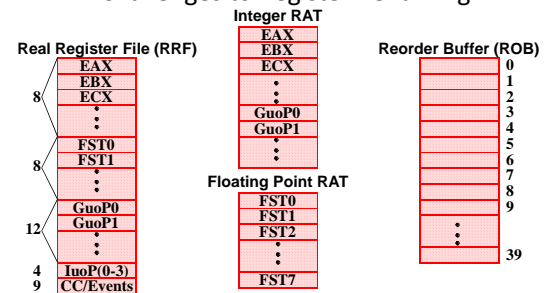 Integer RAT
Real Register File (RRF)
EAX
EBX
ECX
8
FST0
FST1
8
GuoP0
GuoP1
12
4 IuoP(0-3)
9 CC/Events
EAX
EBX
ECX
GuoP0
GuoP1
Floating Point RAT
FST0
FST1
FST2
FST7
Reorder Buffer (ROB)
0
1
2
3
4
5
6
7
8
9
39